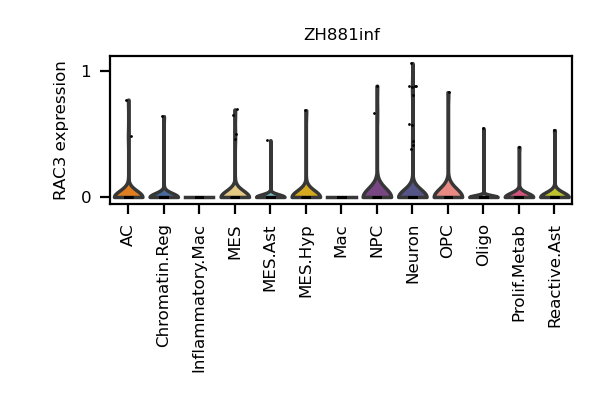 ZH881inf
RAC3 expression
1
0
AC
Chromatin.Reg
Inflammatory.Mac
MES
MES.Ast
MES.Hyp
Mac
NPC
Neuron
OPC
Oligo
Prolif.Metab
Reactive.Ast